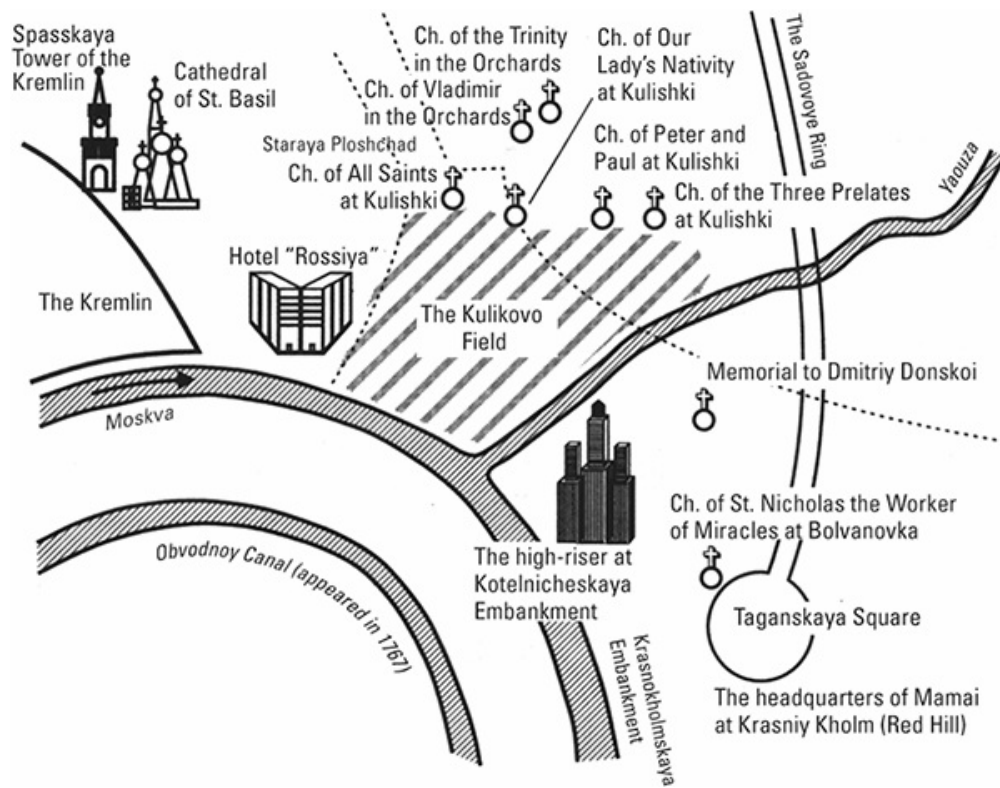 Spasskaya
Tower of the
Kremlin
Cathedral
of St. Basil
Ch. of the Trinity
in the Orchards
Ch. of Vladimir
in the Orchards
Ch. of Our
Lady's Nativity
at Kulishki
The Sadovoye Ring
Staraya Ploshchad
Ch. of All Saints
at Kulishki
Ch. of Peter and
Paul at Kulishki
Ch. of the Three Prelates
at Kulishki
Yaouza
Hotel "Rossiya"
The Kremlin
The Kulikovo
Field
Moskva
Memorial to Dmitriy Donskoi
Ch. of St. Nicholas the Worker
of Miracles at Bolvanovka
The high-riser at
Kotelnicheskaya
Embankment
Obvodnoy Canal (appeared in 1767)
Taganskaya Square
Krasnokholmskaya
Embankment
The headquarters of Mamai
at Krasniy Kholm (Red Hill)